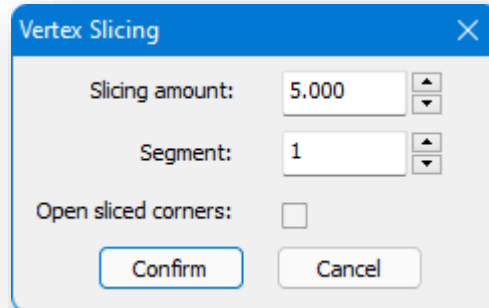 Vertex Slicing
Slicing amount: 5.000
Segment: 1
Open sliced corners:
Confirm Cancel